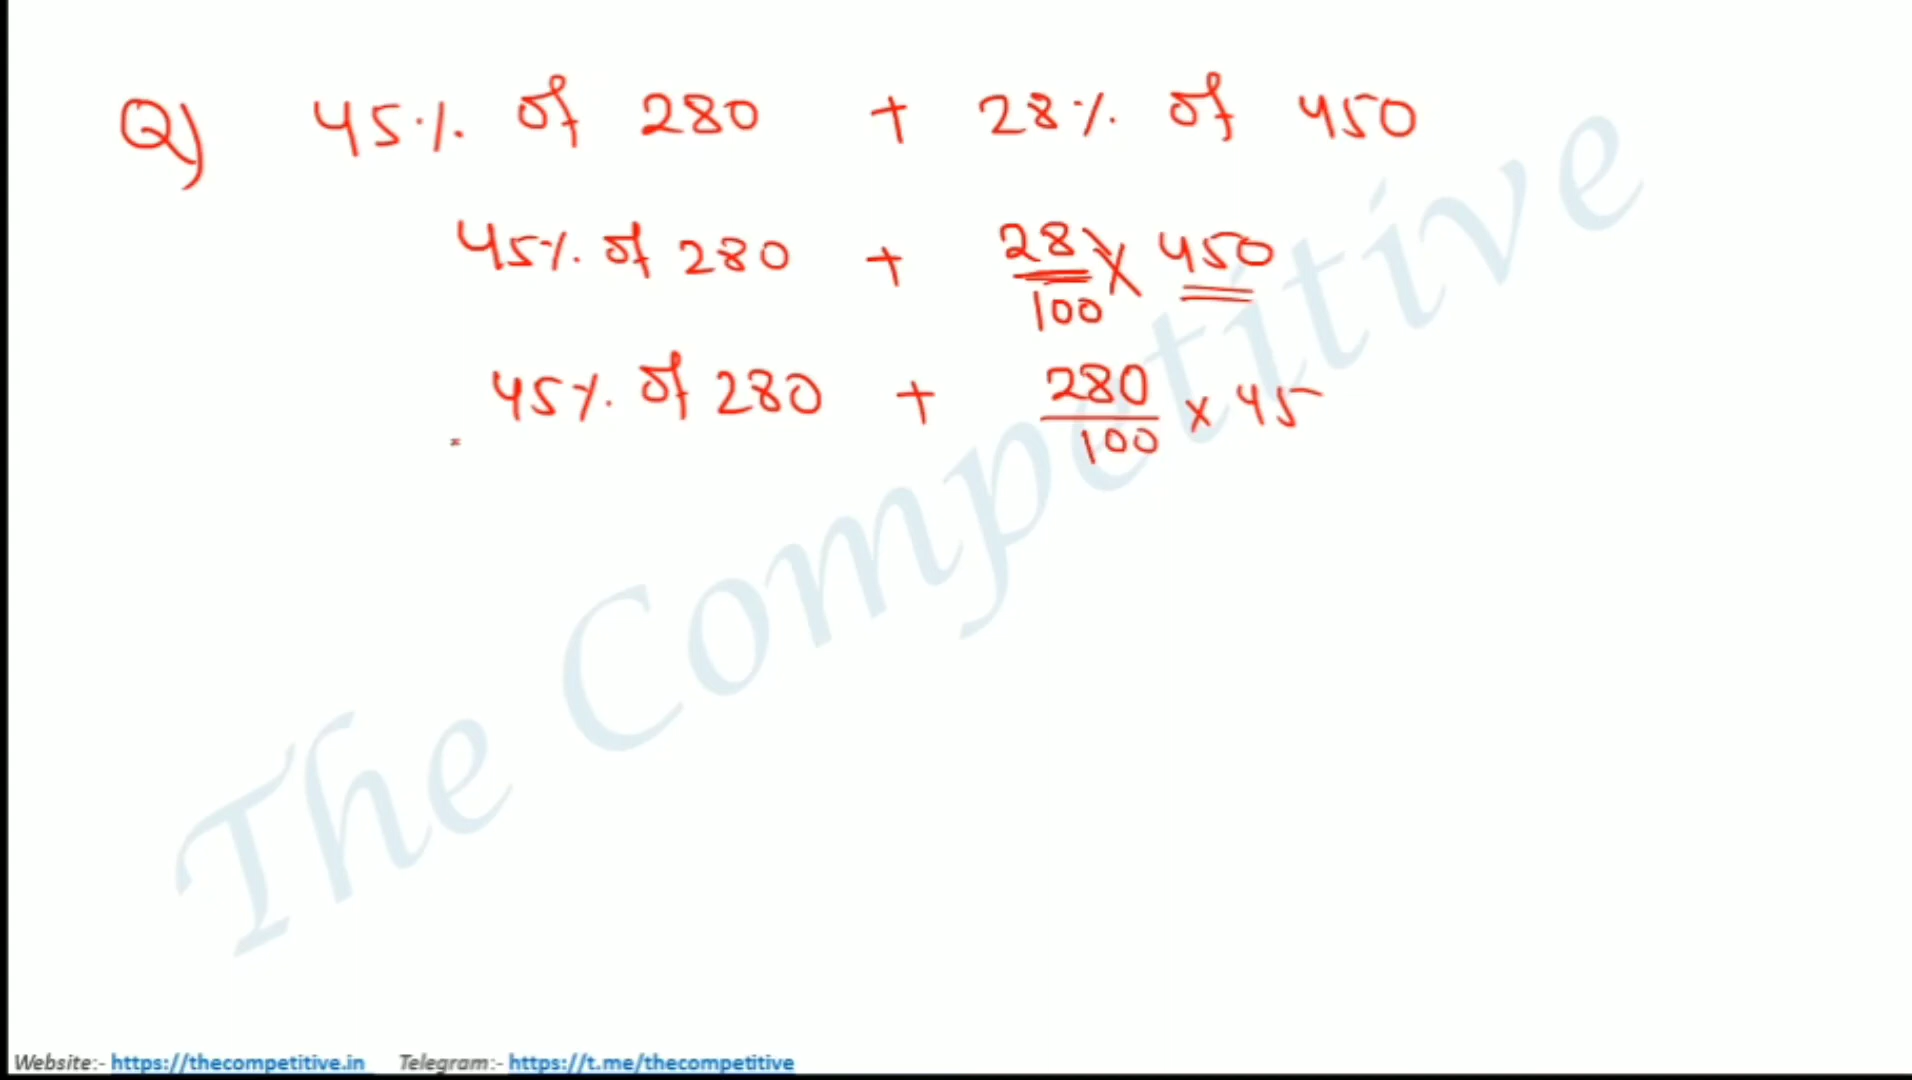 Q) 45% of 280 + 28% of 450
45% of 280 + 28/100 × 450
45% of 280 + 280/100 × 45
The Competitive
Website:- https://thecompetitive.in Telegram:- https://t.me/thecompetitive